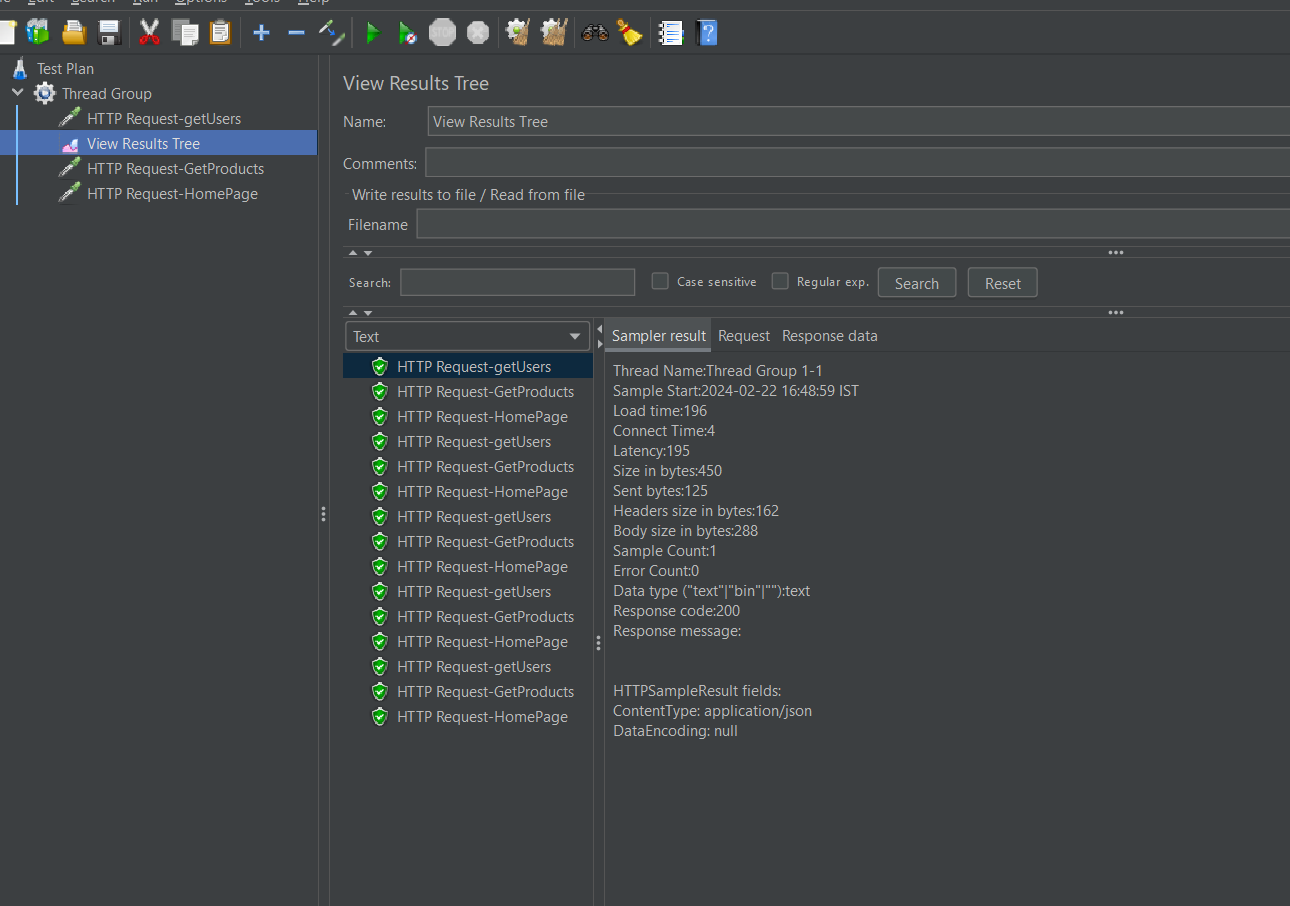 Edit Search Run Options Tools Help
STOP
Test Plan
Thread Group
HTTP Request-getUsers
View Results Tree
HTTP Request-GetProducts
HTTP Request-HomePage
View Results Tree
Name: View Results Tree
Comments:
Write results to file / Read from file
Filename
Search: Case sensitive Regular exp. Search Reset
Text
HTTP Request-getUsers
HTTP Request-GetProducts
HTTP Request-HomePage
HTTP Request-getUsers
HTTP Request-GetProducts
HTTP Request-HomePage
HTTP Request-getUsers
HTTP Request-GetProducts
HTTP Request-HomePage
HTTP Request-getUsers
HTTP Request-GetProducts
HTTP Request-HomePage
HTTP Request-getUsers
HTTP Request-GetProducts
HTTP Request-HomePage
Sampler result Request Response data
Thread Name:Thread Group 1-1
Sample Start:2024-02-22 16:48:59 IST
Load time:196
Connect Time:4
Latency:195
Size in bytes:450
Sent bytes:125
Headers size in bytes:162
Body size in bytes:288
Sample Count:1
Error Count:0
Data type ("text"|"bin"|""):text
Response code:200
Response message:
HTTPSampleResult fields:
ContentType: application/json
DataEncoding: null